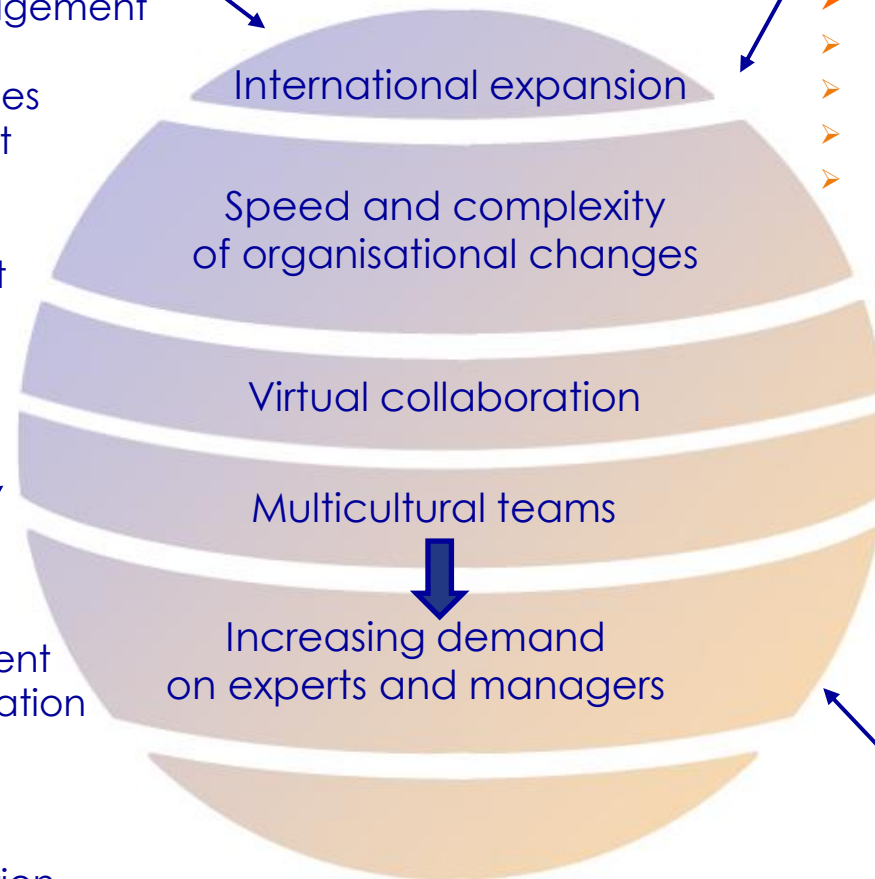 International expansion
Speed and complexity
of organisational changes
Virtual collaboration
Multicultural teams
Increasing demand
on experts and managers